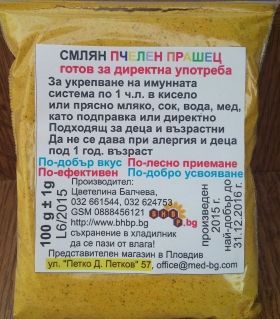 СМЛЯН ПЧЕЛЕН ПРАШЕЦ
готов за директна употреба
За укрепване на имунната
система по 1 ч.л. в кисело
или прясно мляко, сок, вода, мед,
като подправка или директно
Подходящ за деца и възрастни
Да не се дава при алергия и деца
под 1 год. възраст
По-добър вкус По-лесно приемане
По-ефективен По-добро усвояване
100 g ± 1g
L6/2015
Производител:
Цветелина Балчева,
032 661544, 032 624753
GSM 0888456121
http://www.bhbp.bg
съхранение в хладилник
да се пази от влага!
.bg
произведен
2015 г.
най-добър до
31.12.2016 г.
Представителен магазин в Пловдив
ул. "Петко Д. Петков" 57, office@med-bg.com